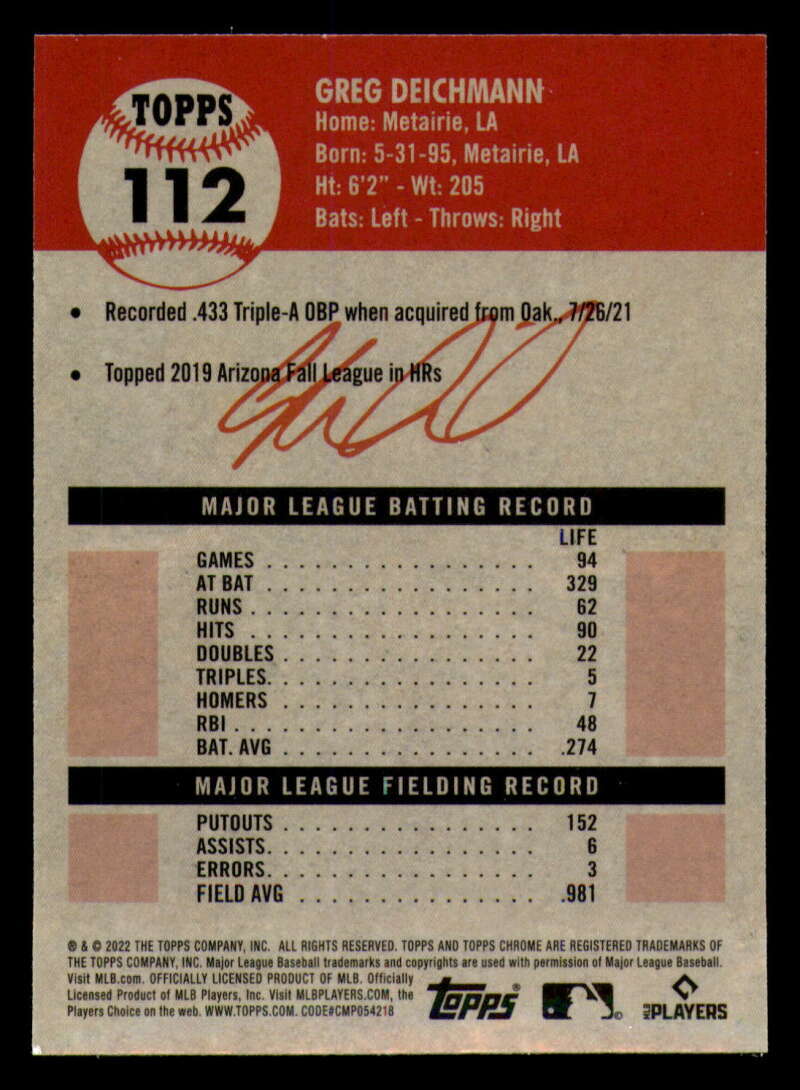 TOPPS
112
GREG DEICHMANN
Home: Metairie, LA
Born: 5-31-95, Metairie, LA
Ht: 6'2" - Wt: 205
Bats: Left - Throws: Right
• Recorded .433 Triple-A OBP when acquired from Oak., 7/26/21
• Topped 2019 Arizona Fall League in HRs
MAJOR LEAGUE BATTING RECORD
LIFE
GAMES . . . . . . . . . . . . . . . . . 94
AT BAT . . . . . . . . . . . . . . . . . 329
RUNS . . . . . . . . . . . . . . . . . . 62
HITS . . . . . . . . . . . . . . . . . . 90
DOUBLES . . . . . . . . . . . . . . . . 22
TRIPLES. . . . . . . . . . . . . . . . . 5
HOMERS . . . . . . . . . . . . . . . . 7
RBI . . . . . . . . . . . . . . . . . . . 48
BAT. AVG . . . . . . . . . . . . . . . . .274
MAJOR LEAGUE FIELDING RECORD
PUTOUTS . . . . . . . . . . . . . . . . 152
ASSISTS. . . . . . . . . . . . . . . . . 6
ERRORS. . . . . . . . . . . . . . . . . 3
FIELD AVG . . . . . . . . . . . . . . . .981
® & © 2022 THE TOPPS COMPANY, INC. ALL RIGHTS RESERVED. TOPPS AND TOPPS CHROME ARE REGISTERED TRADEMARKS OF
THE TOPPS COMPANY, INC. Major League Baseball trademarks and copyrights are used with permission of Major League Baseball.
Visit MLB.com. OFFICIALLY LICENSED PRODUCT OF MLB. Officially
Licensed Product of MLB Players, Inc. Visit MLBPLAYERS.COM, the
Players Choice on the web. WWW.TOPPS.COM. CODE#CMP054218
Topps®
MLB PLAYERS